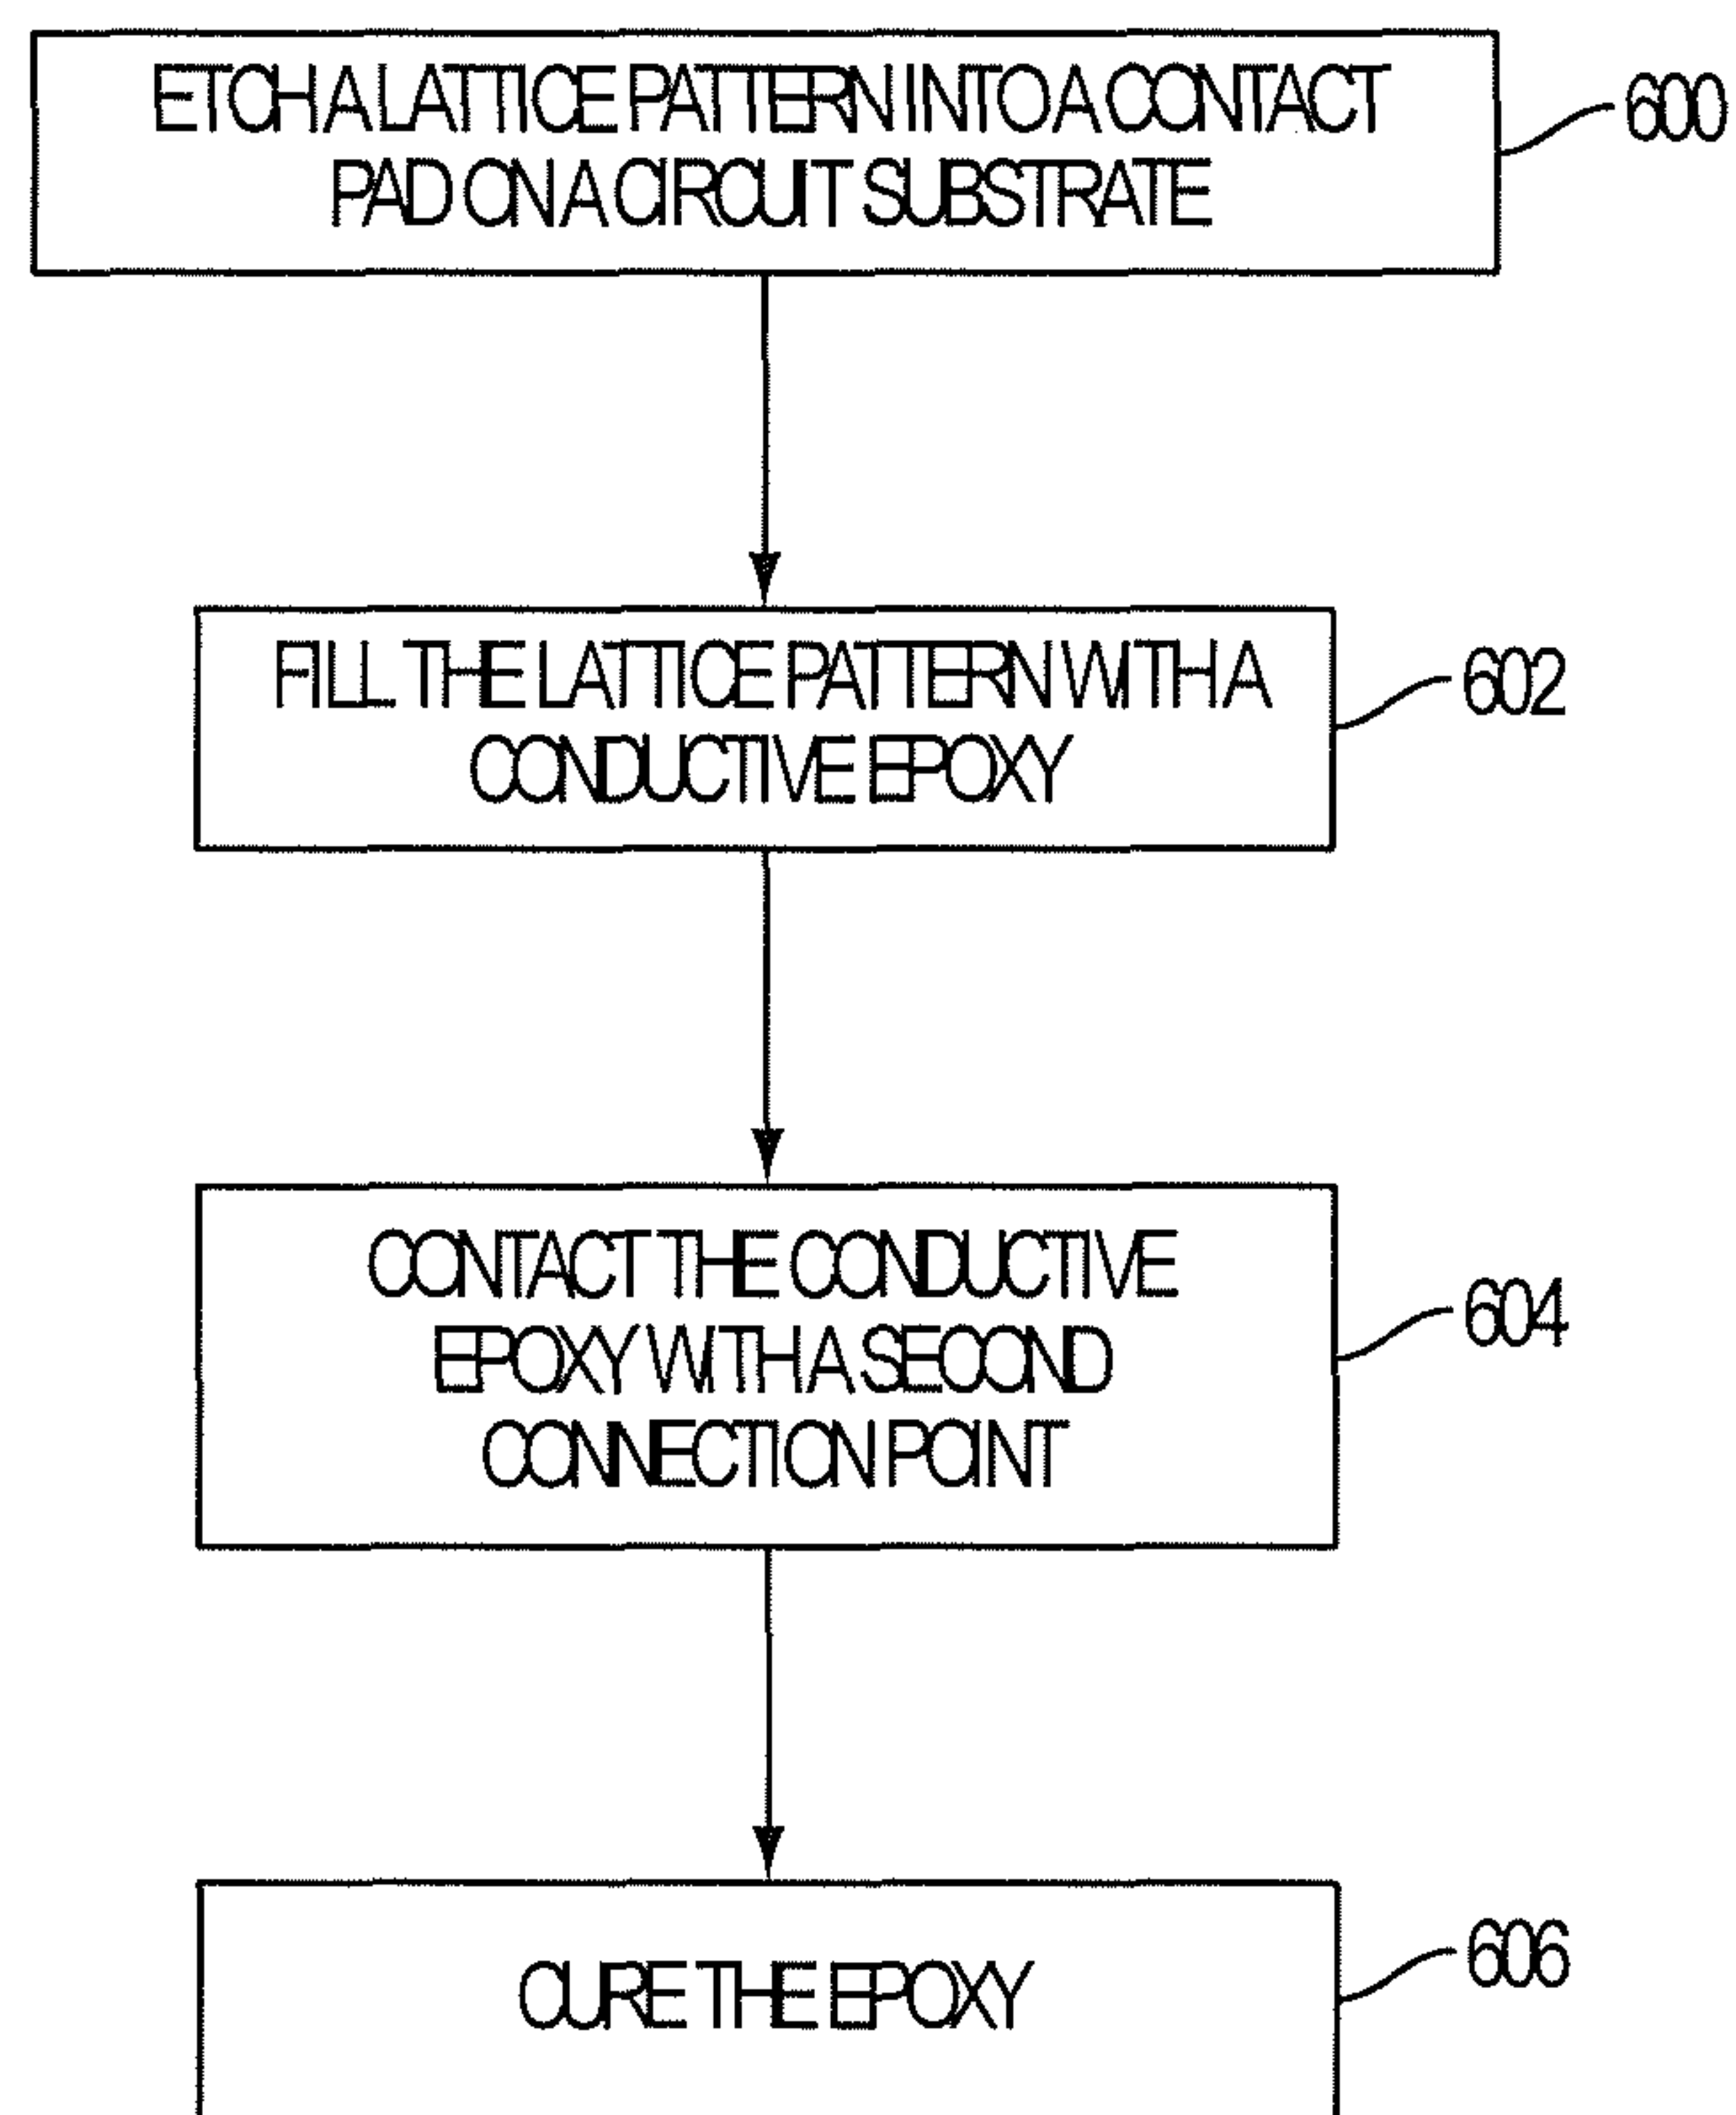 ETCH A LATTICE PATTERN INTO A CONTACT
PAD ON A CIRCUIT SUBSTRATE
600
FILL THE LATTICE PATTERN WITH A
CONDUCTIVE EPOXY
602
CONTACT THE CONDUCTIVE
EPOXY WITH A SECOND
CONNECTION POINT
604
CURE THE EPOXY
606